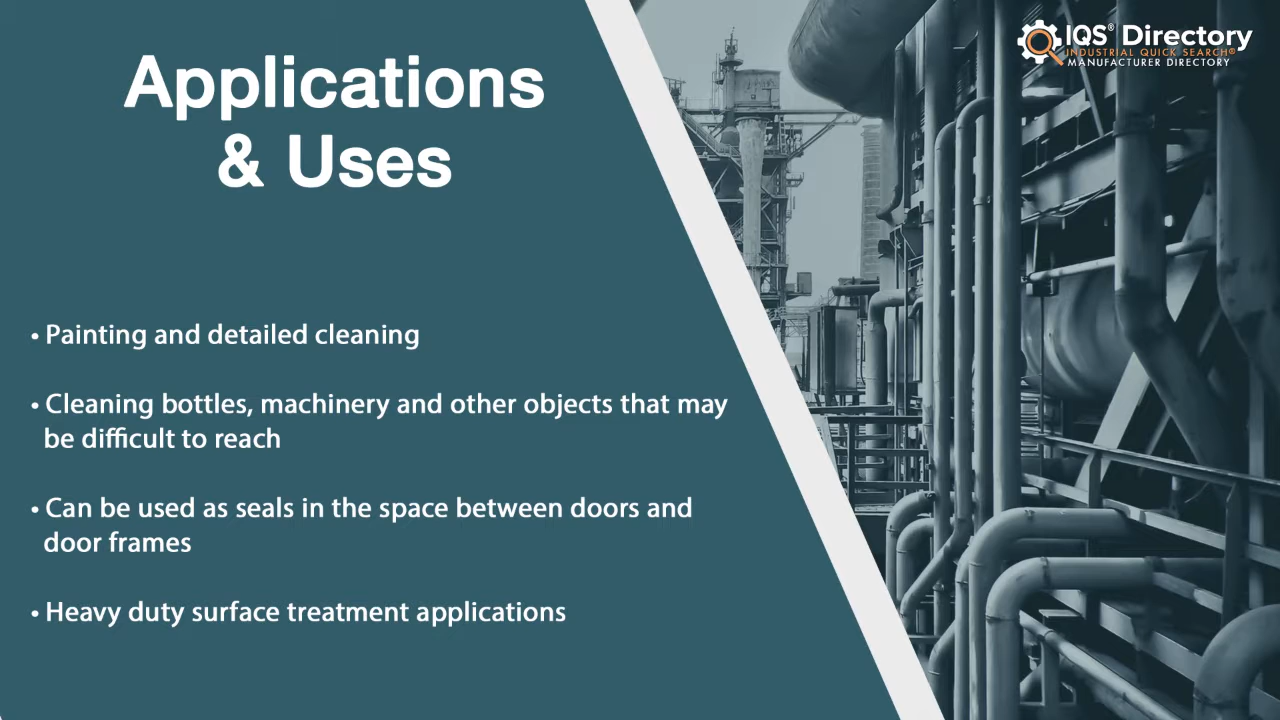 Applications
& Uses
• Painting and detailed cleaning
• Cleaning bottles, machinery and other objects that may
be difficult to reach
• Can be used as seals in the space between doors and
door frames
• Heavy duty surface treatment applications
IQS® Directory
INDUSTRIAL QUICK SEARCH®
MANUFACTURER DIRECTORY